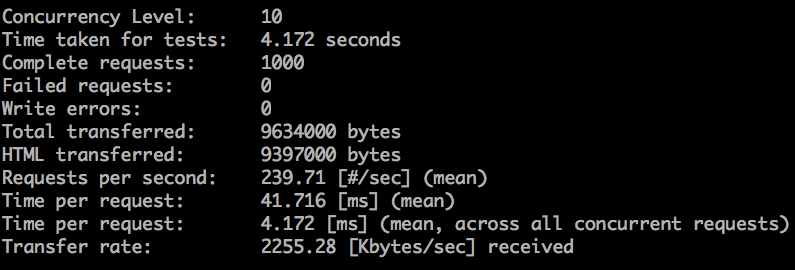 Concurrency Level: 10
Time taken for tests: 4.172 seconds
Complete requests: 1000
Failed requests: 0
Write errors: 0
Total transferred: 9634000 bytes
HTML transferred: 9397000 bytes
Requests per second: 239.71 [#/sec] (mean)
Time per request: 41.716 [ms] (mean)
Time per request: 4.172 [ms] (mean, across all concurrent requests)
Transfer rate: 2255.28 [Kbytes/sec] received